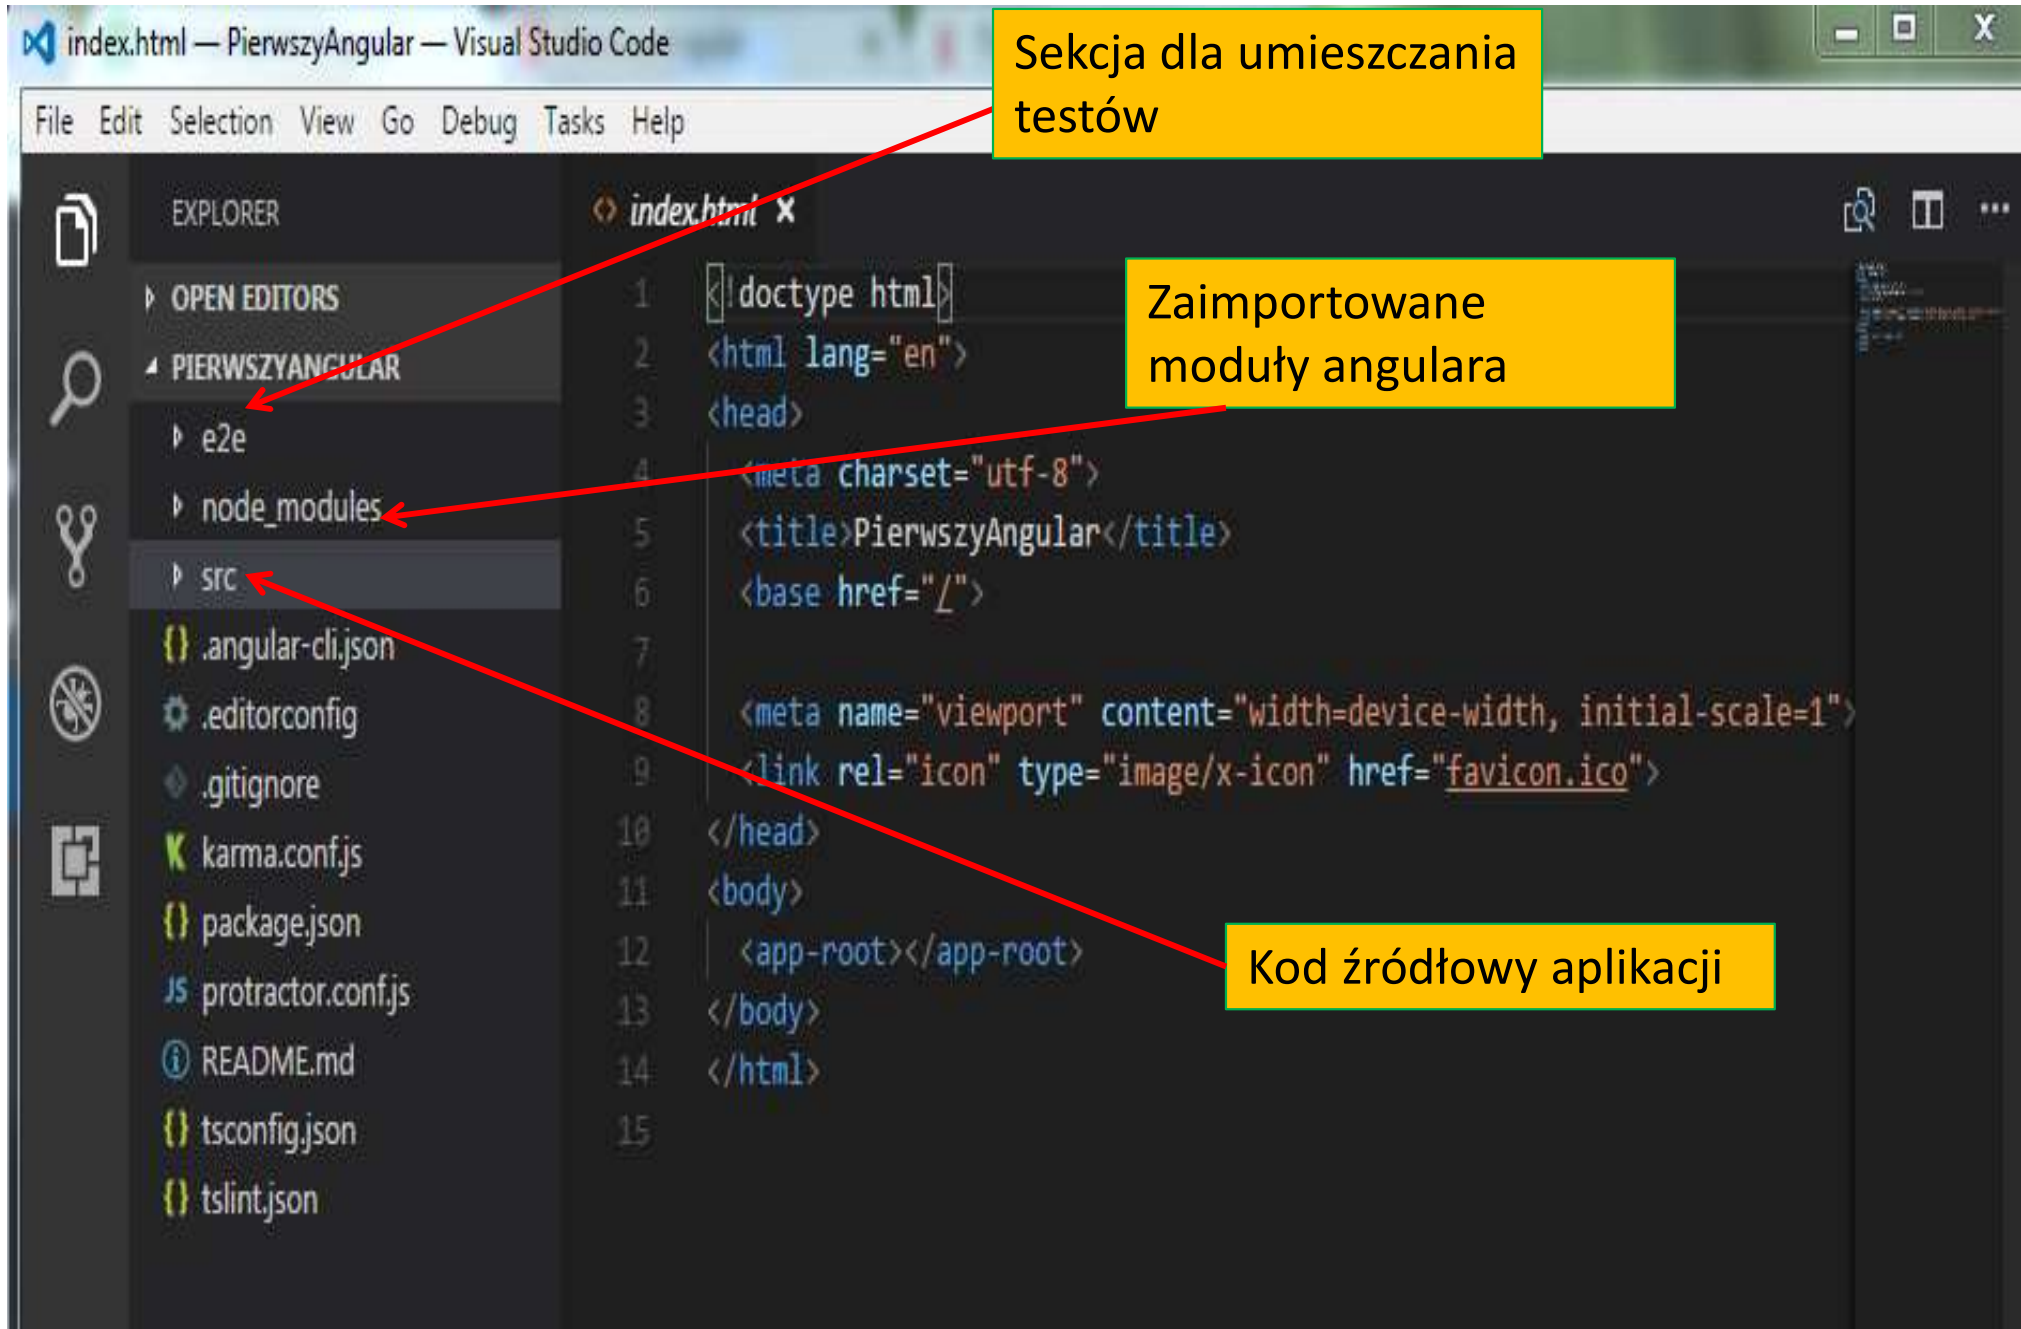 index.html — PierwszyAngular — Visual Studio Code
Sekcja dla umieszczania
testów
File Edit Selection View Go Debug Tasks Help
EXPLORER
index.html
OPEN EDITORS
PIERWSZYANGULAR
e2e
node_modules
src
{} .angular-cli.json
.editorconfig
.gitignore
K karma.conf.js
{} package.json
JS protractor.conf.js
README.md
{} tsconfig.json
{} tslint.json
1 <!doctype html>
2 <html lang="en">
3 <head>
4 <meta charset="utf-8">
5 <title>PierwszyAngular</title>
6 <base href="/">
7
8 <meta name="viewport" content="width=device-width, initial-scale=1">
9 <link rel="icon" type="image/x-icon" href="favicon.ico">
10 </head>
11 <body>
12 <app-root></app-root>
13 </body>
14 </html>
15
Zaimportowane
moduły angulara
Kod źródłowy aplikacji